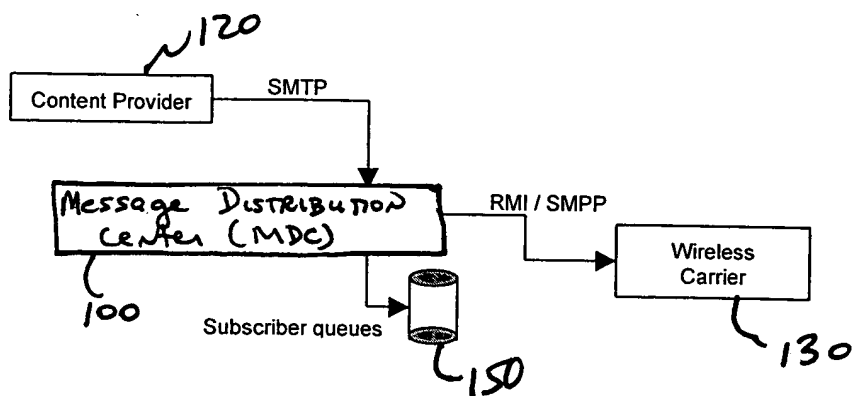 120
Content Provider
SMTP
Message Distribution
Center (MDC)
RMI / SMPP
Wireless
Carrier
100
Subscriber queues
150
130